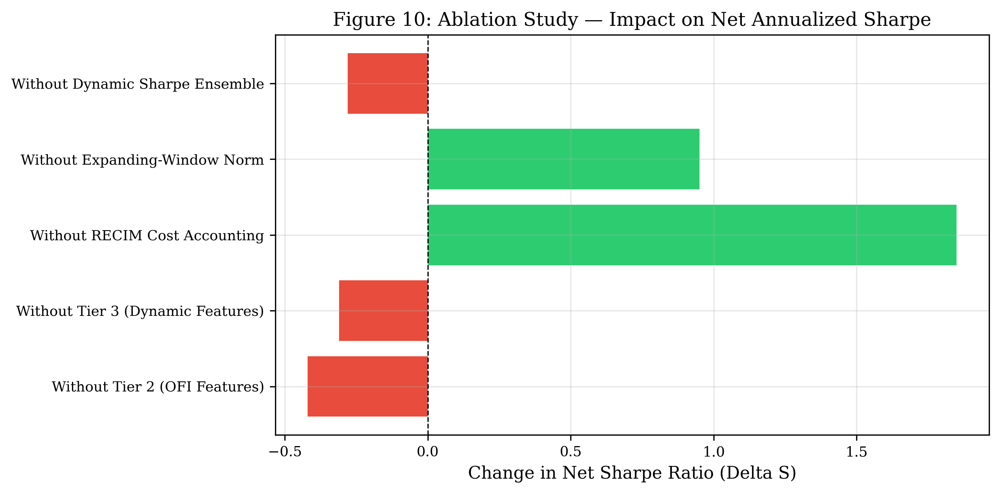 Figure 10: Ablation Study — Impact on Net Annualized Sharpe
Without Dynamic Sharpe Ensemble
Without Expanding-Window Norm
Without RECIM Cost Accounting
Without Tier 3 (Dynamic Features)
Without Tier 2 (OFI Features)
−0.5 0.0 0.5 1.0 1.5
Change in Net Sharpe Ratio (Delta S)